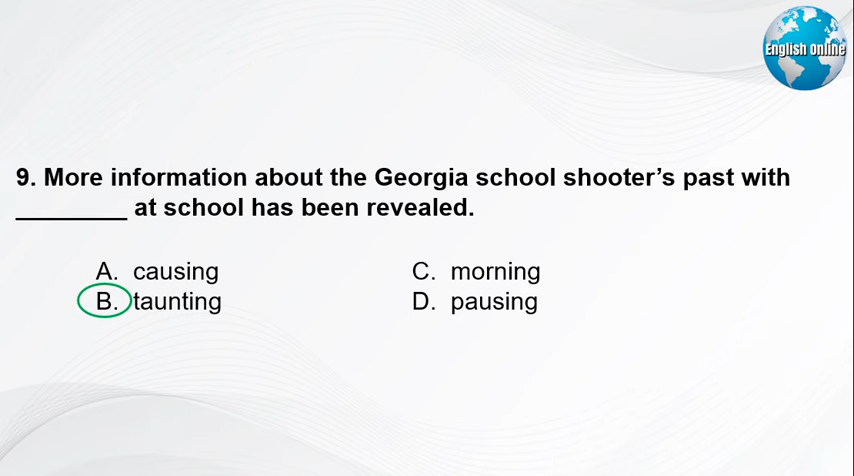 English Online
9. More information about the Georgia school shooter's past with
________ at school has been revealed.
A. causing
B. taunting
C. morning
D. pausing